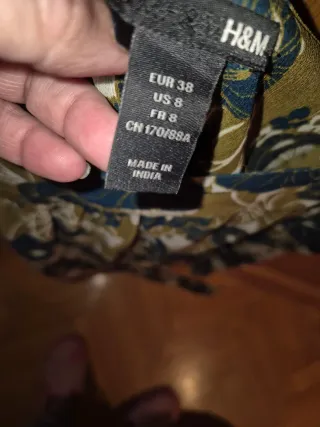 H&M
EUR 38
US 8
FR 8
CN 170/88A
MADE IN
INDIA